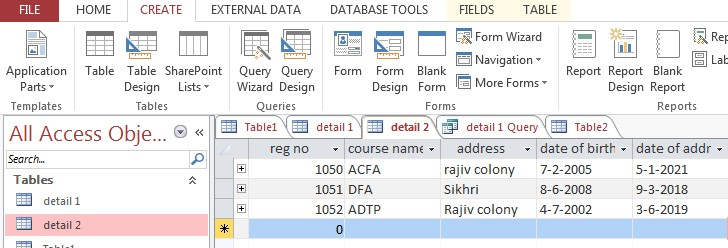 FILE HOME CREATE EXTERNAL DATA DATABASE TOOLS FIELDS TABLE
Application Parts Table Table Design SharePoint Lists Query Wizard Query Design Form Form Design Blank Form Form Wizard Navigation More Forms Report Report Design Blank Report
Templates Tables Queries Forms Reports
All Access Obje... «
Search...
Tables
detail 1
detail 2
Table1 detail 1 detail 2 detail 1 Query Table2
reg no course name address date of birth date of addr
1050 ACFA rajiv colony 7-2-2005 5-1-2021
1051 DFA Sikhri 8-6-2008 9-3-2018
1052 ADTP Rajiv colony 4-7-2002 3-6-2019
* 0